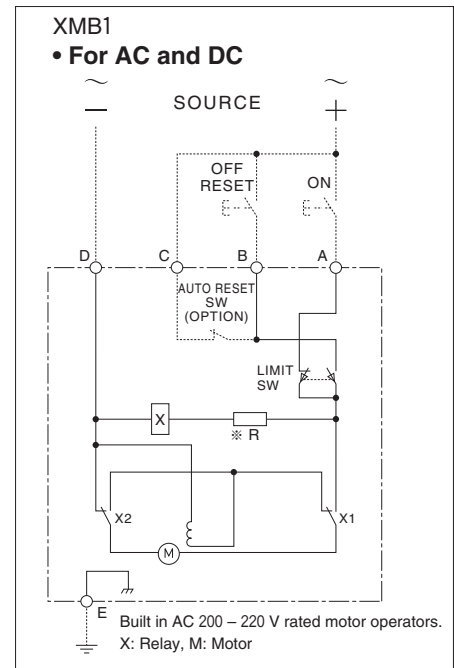 XMB1
• For AC and DC
∼ ∼
− SOURCE +
OFF
RESET
ON
D C B A
AUTO RESET
SW
(OPTION)
LIMIT
SW
X
※ R
X2 X1
M
E
Built in AC 200 – 220 V rated motor operators.
X: Relay, M: Motor